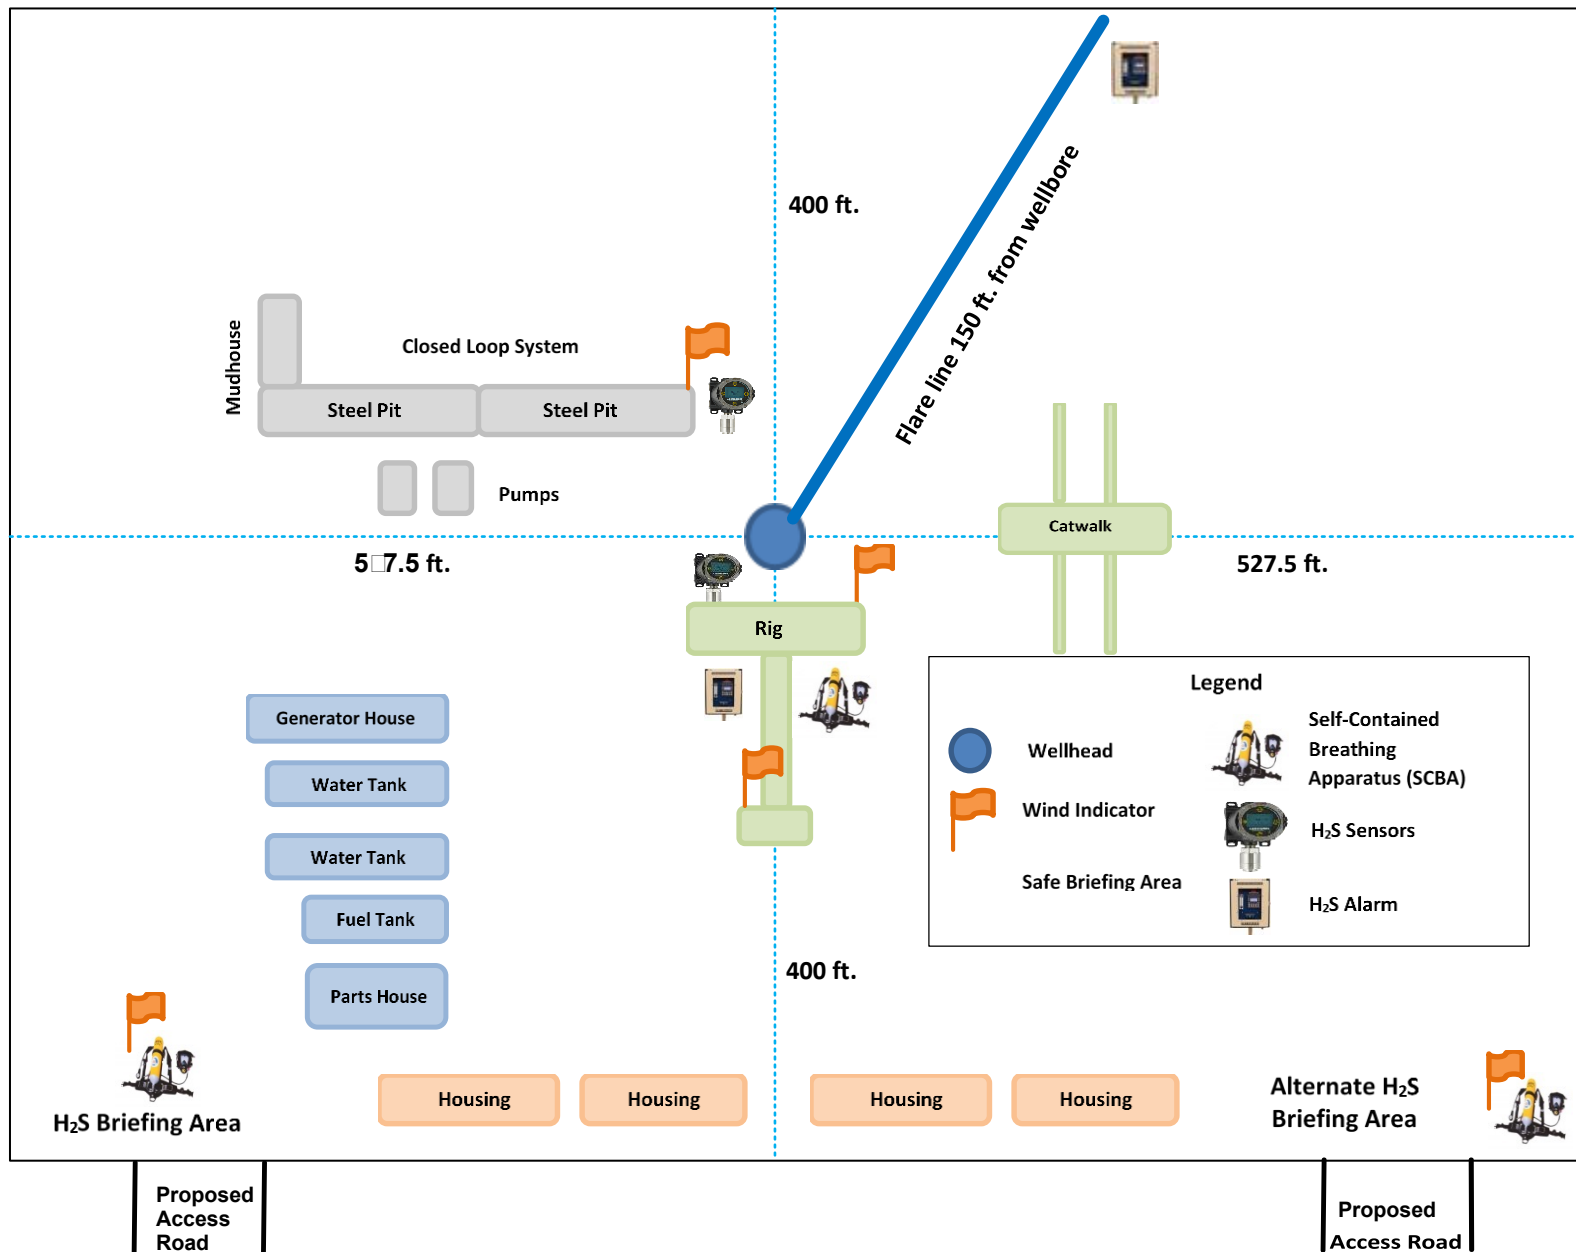 400 ft.
Flare line 150 ft. from wellbore
Mudhouse
Closed Loop System
Steel Pit
Steel Pit
Pumps
Catwalk
5□7.5 ft.
527.5 ft.
Rig
Legend
Wellhead
Wind Indicator
Safe Briefing Area
Self-Contained
Breathing
Apparatus (SCBA)
H₂S Sensors
H₂S Alarm
Generator House
Water Tank
Water Tank
Fuel Tank
Parts House
400 ft.
H₂S Briefing Area
Housing
Housing
Housing
Housing
Alternate H₂S
Briefing Area
Proposed
Access
Road
Proposed
Access Road